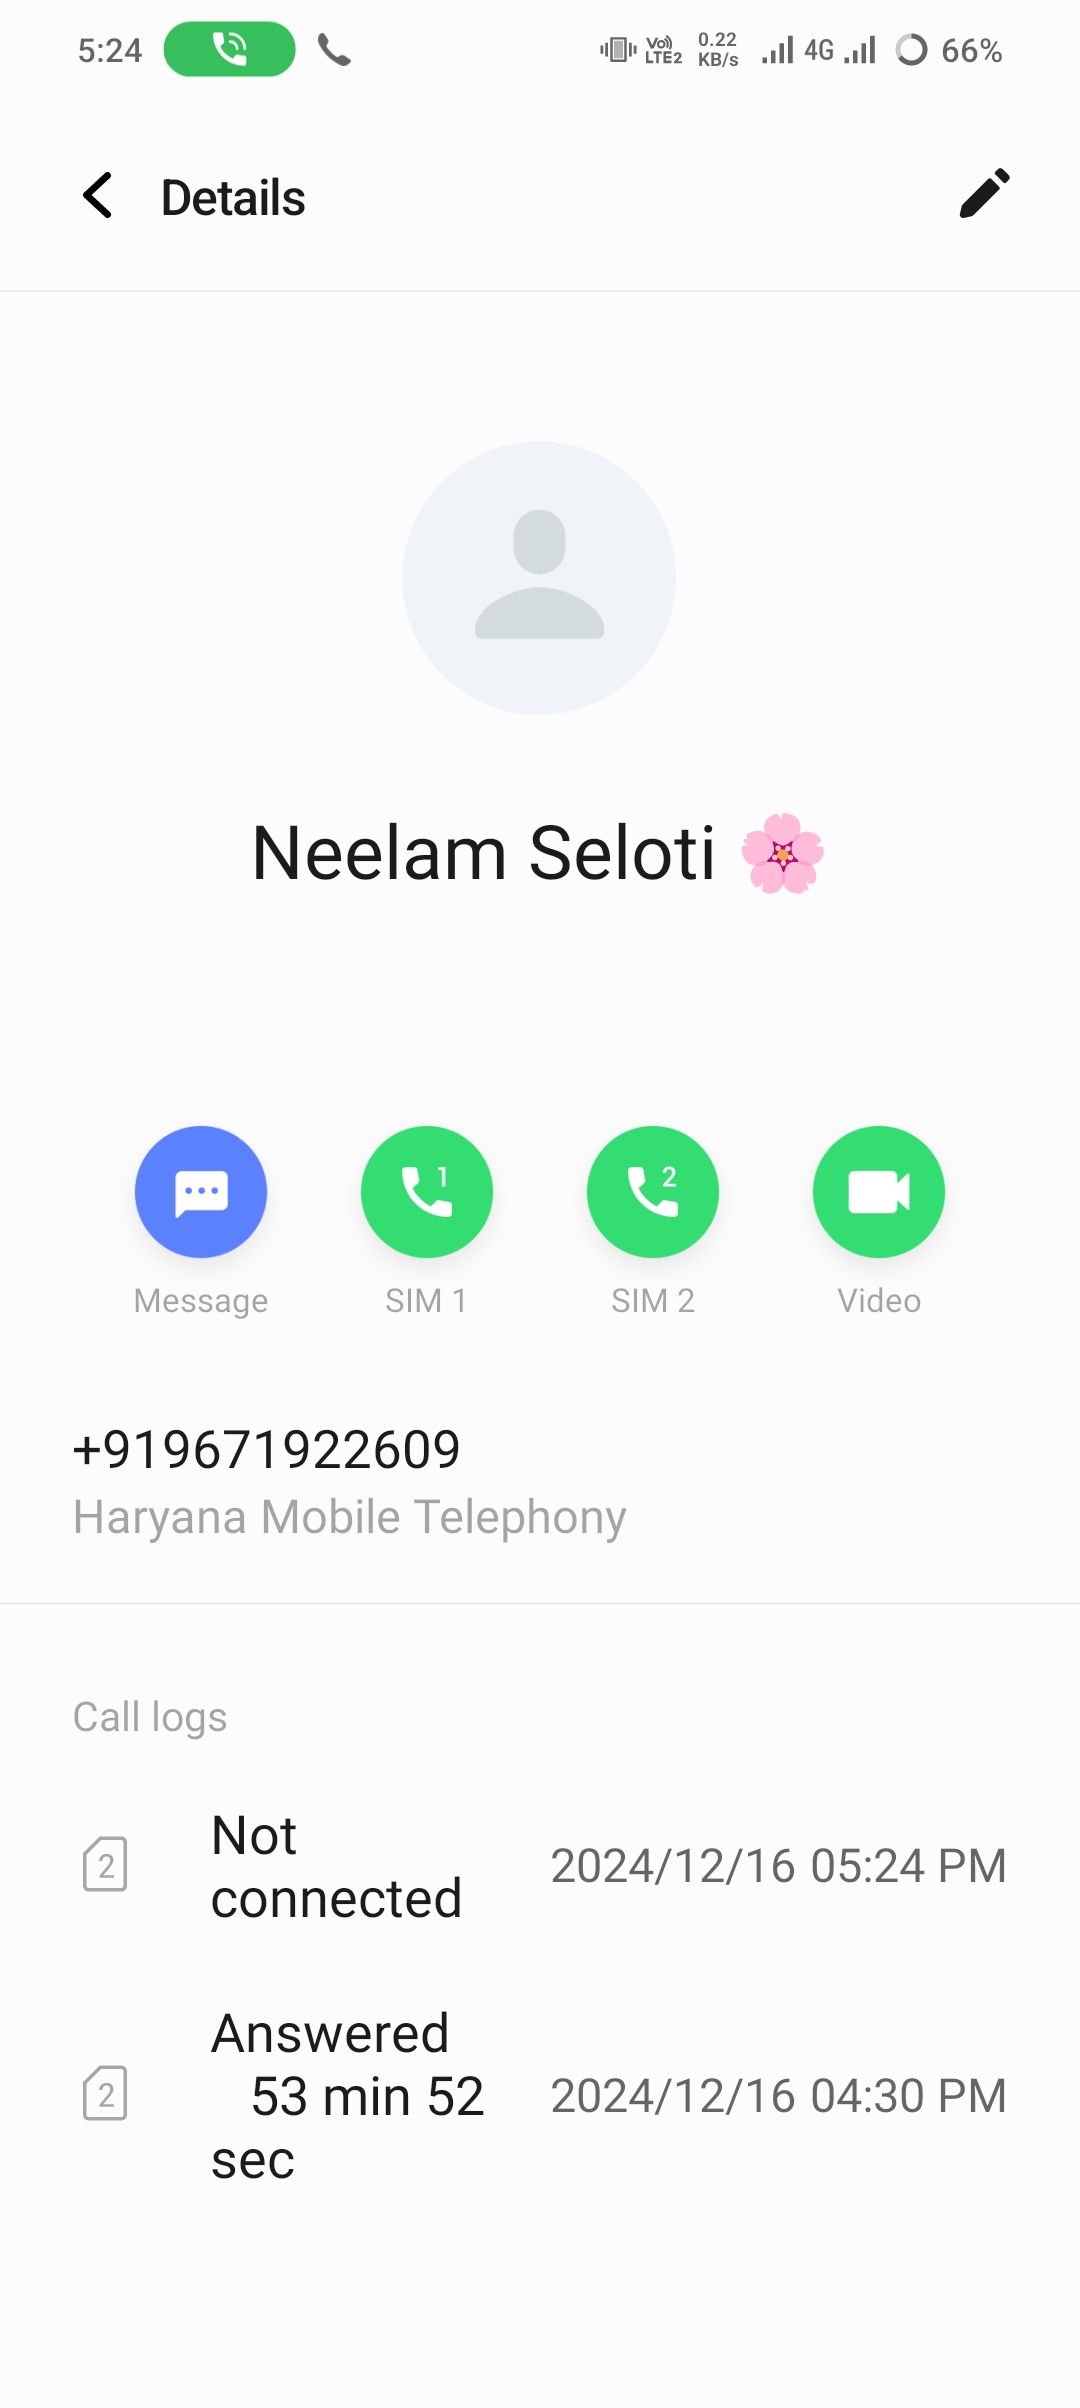 5:24 Vo)) LTE2 0.22 KB/s 4G 66%
Details
Neelam Seloti 🌸
1 2
Message SIM 1 SIM 2 Video
+919671922609
Haryana Mobile Telephony
Call logs
2 Not connected 2024/12/16 05:24 PM
2 Answered 53 min 52 sec 2024/12/16 04:30 PM